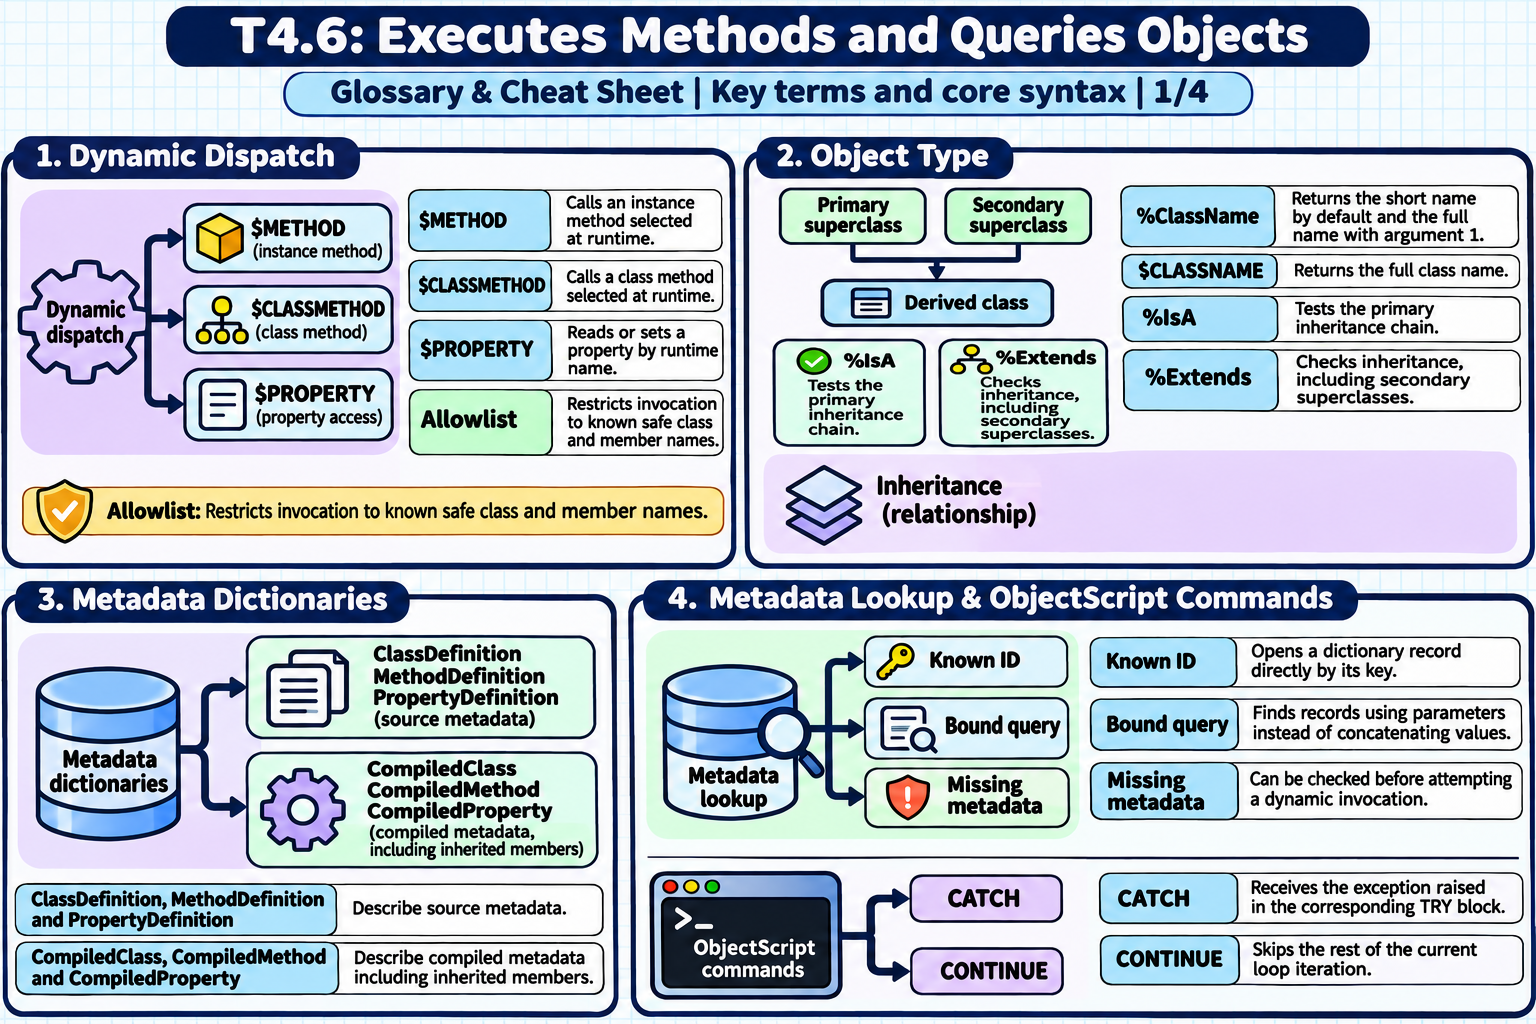 T4.6: Executes Methods and Queries Objects
Glossary & Cheat Sheet | Key terms and core syntax | 1/4
1. Dynamic Dispatch
Dynamic
dispatch
$METHOD
(instance method)
$CLASSMETHOD
(class method)
$PROPERTY
(property access)
$METHOD
Calls an instance
method selected
at runtime.
$CLASSMETHOD
Calls a class method
selected at runtime.
$PROPERTY
Reads or sets a
property by runtime
name.
Allowlist
Restricts invocation
to known safe class
and member names.
Allowlist: Restricts invocation to known safe class and member names.
2. Object Type
Primary
superclass
Secondary
superclass
Derived class
%IsA
Tests the
primary
inheritance
chain.
%Extends
Checks
inheritance,
including
secondary
superclasses.
%ClassName
Returns the short name
by default and the full
name with argument 1.
$CLASSNAME
Returns the full class name.
%IsA
Tests the primary
inheritance chain.
%Extends
Checks inheritance,
including secondary
superclasses.
Inheritance
(relationship)
3. Metadata Dictionaries
Metadata
dictionaries
ClassDefinition
MethodDefinition
PropertyDefinition
(source metadata)
CompiledClass
CompiledMethod
CompiledProperty
(compiled metadata,
including inherited members)
ClassDefinition, MethodDefinition
and PropertyDefinition
Describe source metadata.
CompiledClass, CompiledMethod
and CompiledProperty
Describe compiled metadata
including inherited members.
4. Metadata Lookup & ObjectScript Commands
Metadata
lookup
Known ID
Bound query
Missing
metadata
Known ID
Opens a dictionary record
directly by its key.
Bound query
Finds records using parameters
instead of concatenating values.
Missing
metadata
Can be checked before attempting
a dynamic invocation.
>_
ObjectScript
commands
CATCH
CONTINUE
CATCH
Receives the exception raised
in the corresponding TRY block.
CONTINUE
Skips the rest of the current
loop iteration.